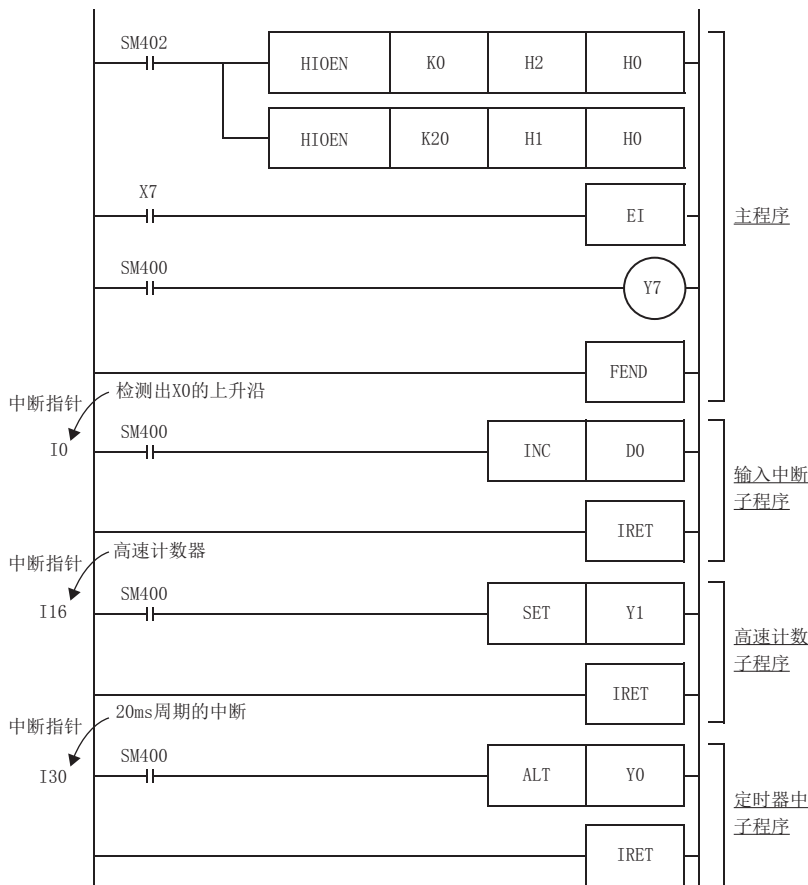 SM402
HIOEN K0 H2 H0
HIOEN K20 H1 H0
X7
EI
主程序
SM400
Y7
FEND
检测出X0的上升沿
中断指针
I0
SM400
INC D0
输入中断
子程序
IRET
高速计数器
中断指针
I16
SM400
SET Y1
高速计数
子程序
IRET
20ms周期的中断
中断指针
I30
SM400
ALT Y0
定时器中
子程序
IRET